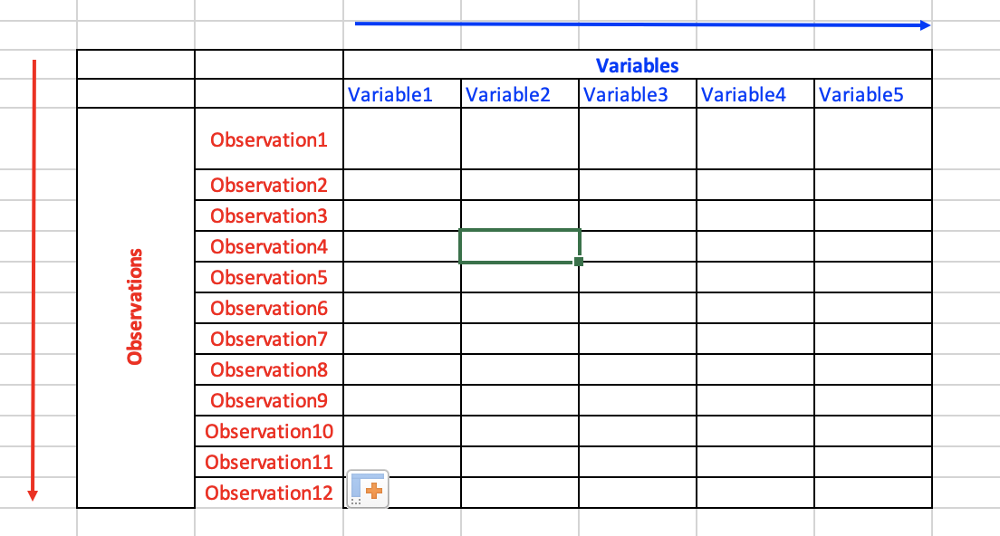 Variables
Variable1 Variable2 Variable3 Variable4 Variable5
Observations
Observation1
Observation2
Observation3
Observation4
Observation5
Observation6
Observation7
Observation8
Observation9
Observation10
Observation11
Observation12